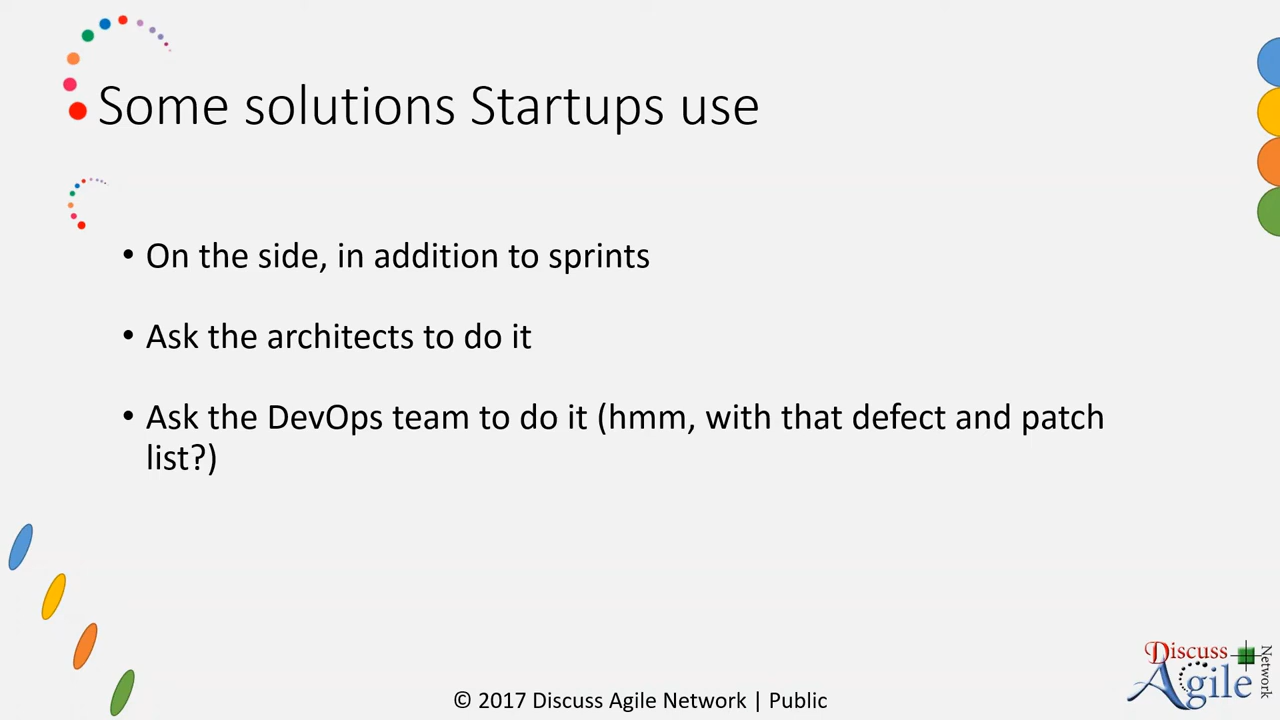 Some solutions Startups use
• On the side, in addition to sprints
• Ask the architects to do it
• Ask the DevOps team to do it (hmm, with that defect and patch
list?)
© 2017 Discuss Agile Network | Public
Discuss
Agile
Network